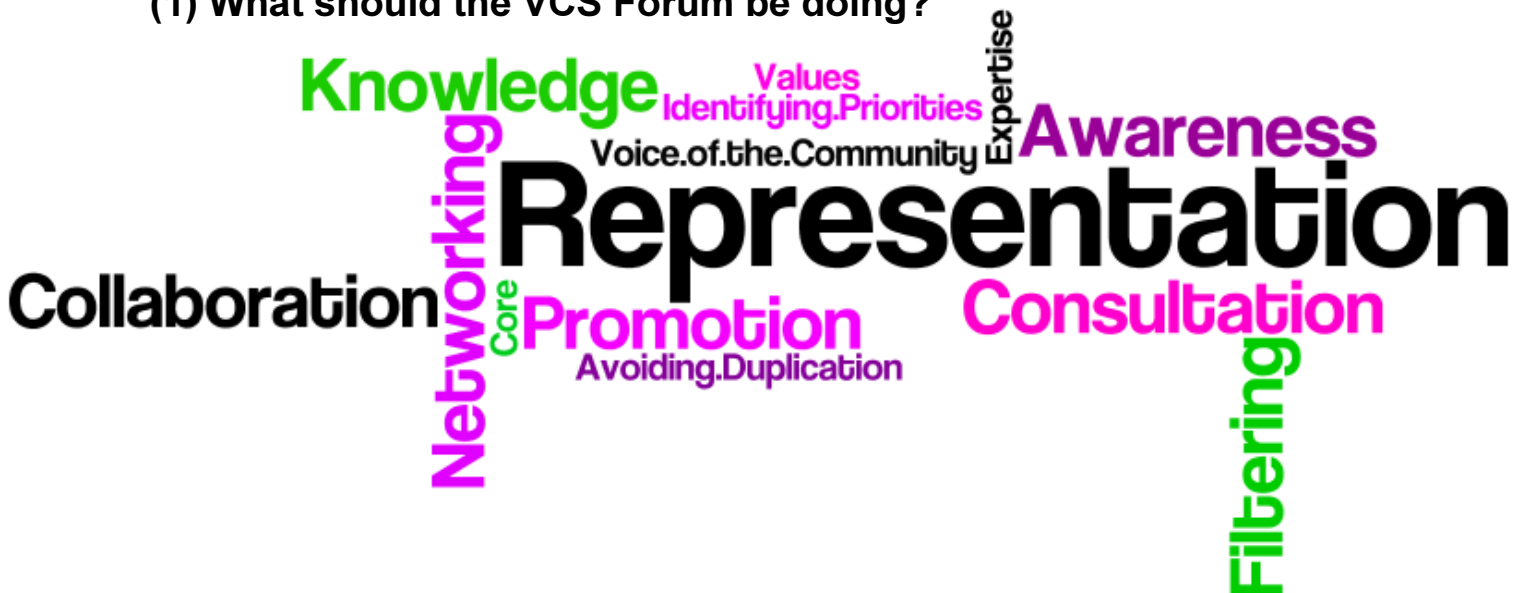 (1) What should the VCS Forum be doing?
Knowledge
Values
Identifying.Priorities
Expertise
Awareness
Voice.of.the.Community
Networking
Representation
Collaboration
Core
Promotion
Consultation
Avoiding.Duplication
Filtering